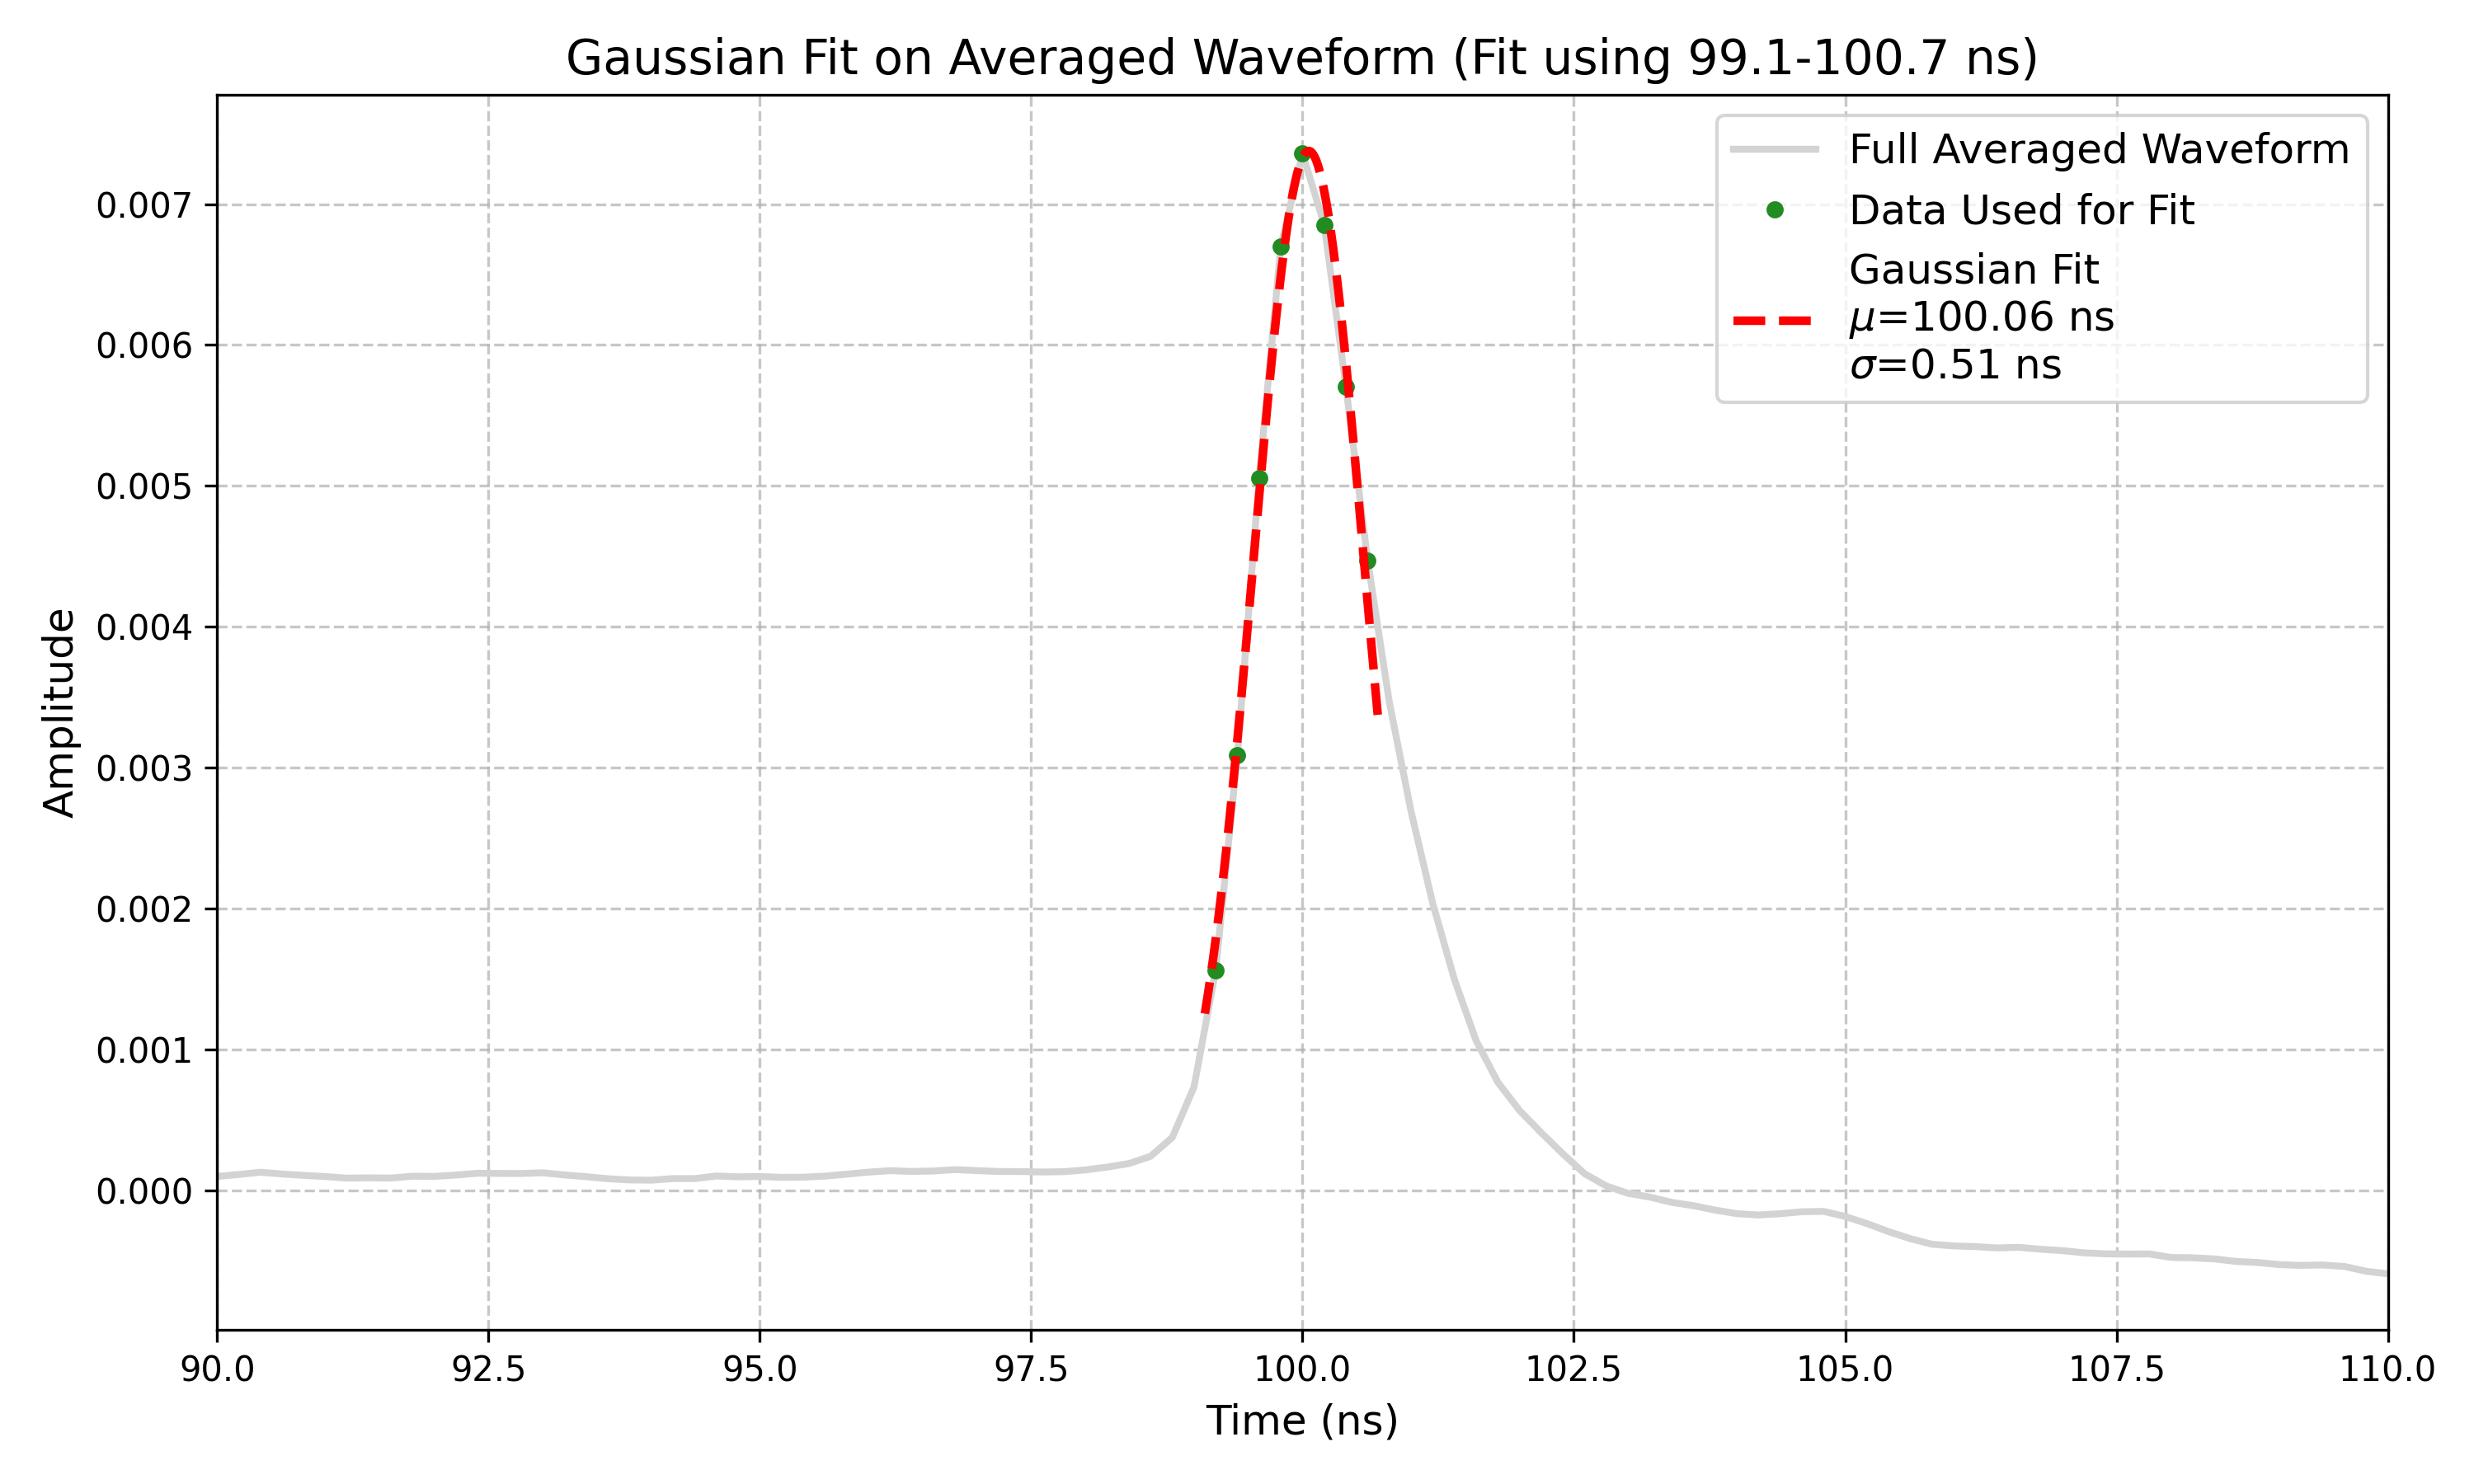 Gaussian Fit on Averaged Waveform (Fit using 99.1-100.7 ns)
Full Averaged Waveform
Data Used for Fit
Gaussian Fit
μ=100.06 ns
σ=0.51 ns
Amplitude
0.007
0.006
0.005
0.004
0.003
0.002
0.001
0.000
90.0 92.5 95.0 97.5 100.0 102.5 105.0 107.5 110.0
Time (ns)